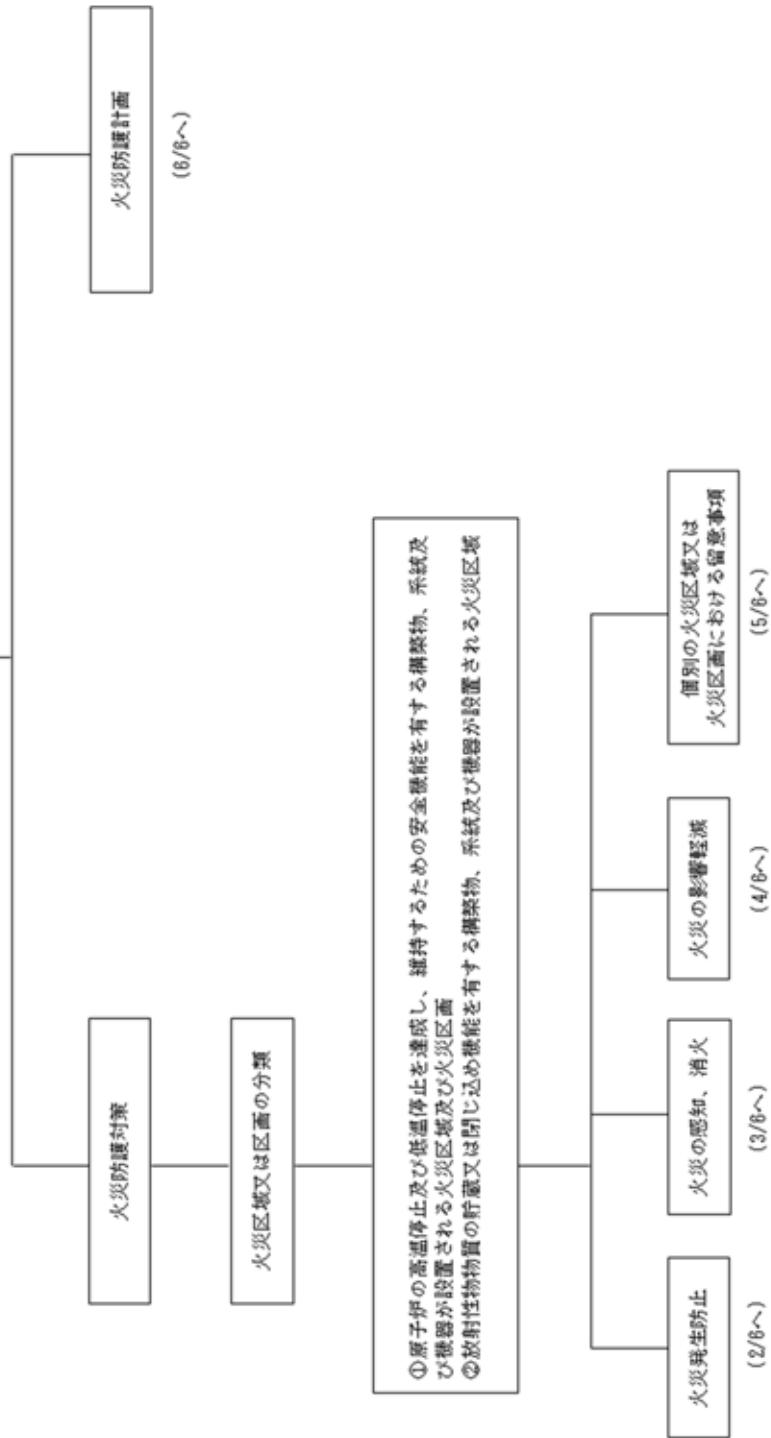 火災防護対策
火災防護計画
(6/6へ)
火災区域又は区画の分類
①原子炉の高温停止及び低温停止を達成し、維持するための安全機能を有する構築物、系統及
び機器が設置される火災区域及び火災区画
②放射性物物質の貯蔵又は閉じ込め機能を有する構築物、系統及び機器が設置される火災区域
火災発生防止
(2/6へ)
火災の感知、消火
(3/6へ)
火災の影響軽減
(4/6へ)
個別の火災区域又は
火災区画における留意事項
(5/6へ)